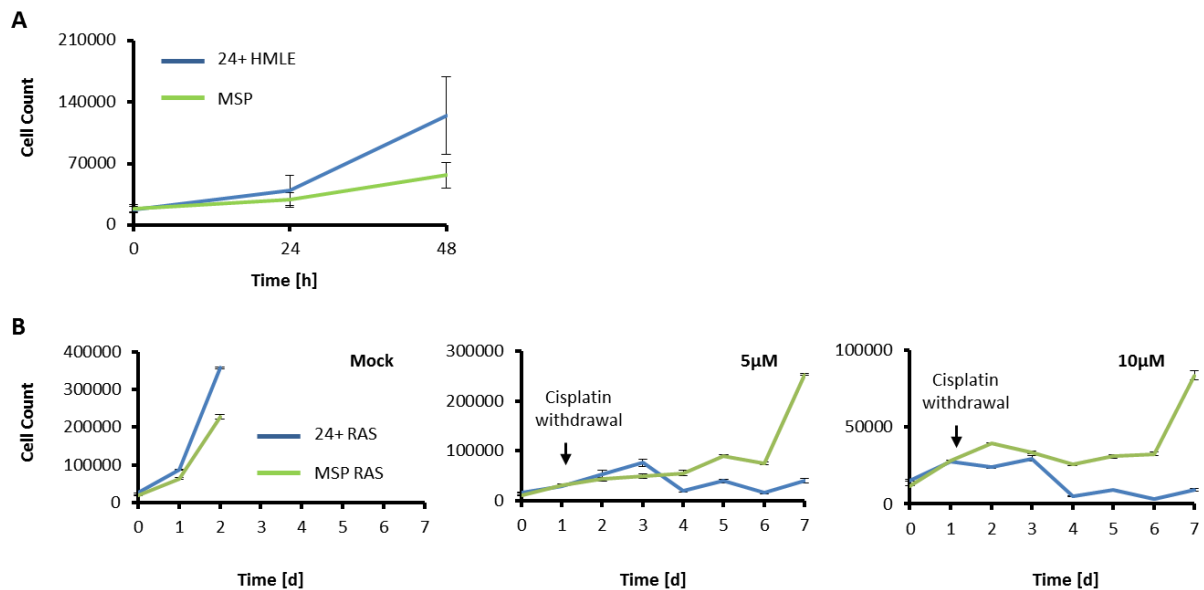 A
210000
140000
70000
0
Cell Count
24+ HMLE
MSP
0 24 48
Time [h]
B
400000
300000
200000
100000
0
Cell Count
Mock
24+ RAS
MSP RAS
0 1 2 3 4 5 6 7
Time [d]
300000
200000
100000
0
5µM
Cisplatin
withdrawal
0 1 2 3 4 5 6 7
Time [d]
100000
50000
0
10µM
Cisplatin
withdrawal
0 1 2 3 4 5 6 7
Time [d]